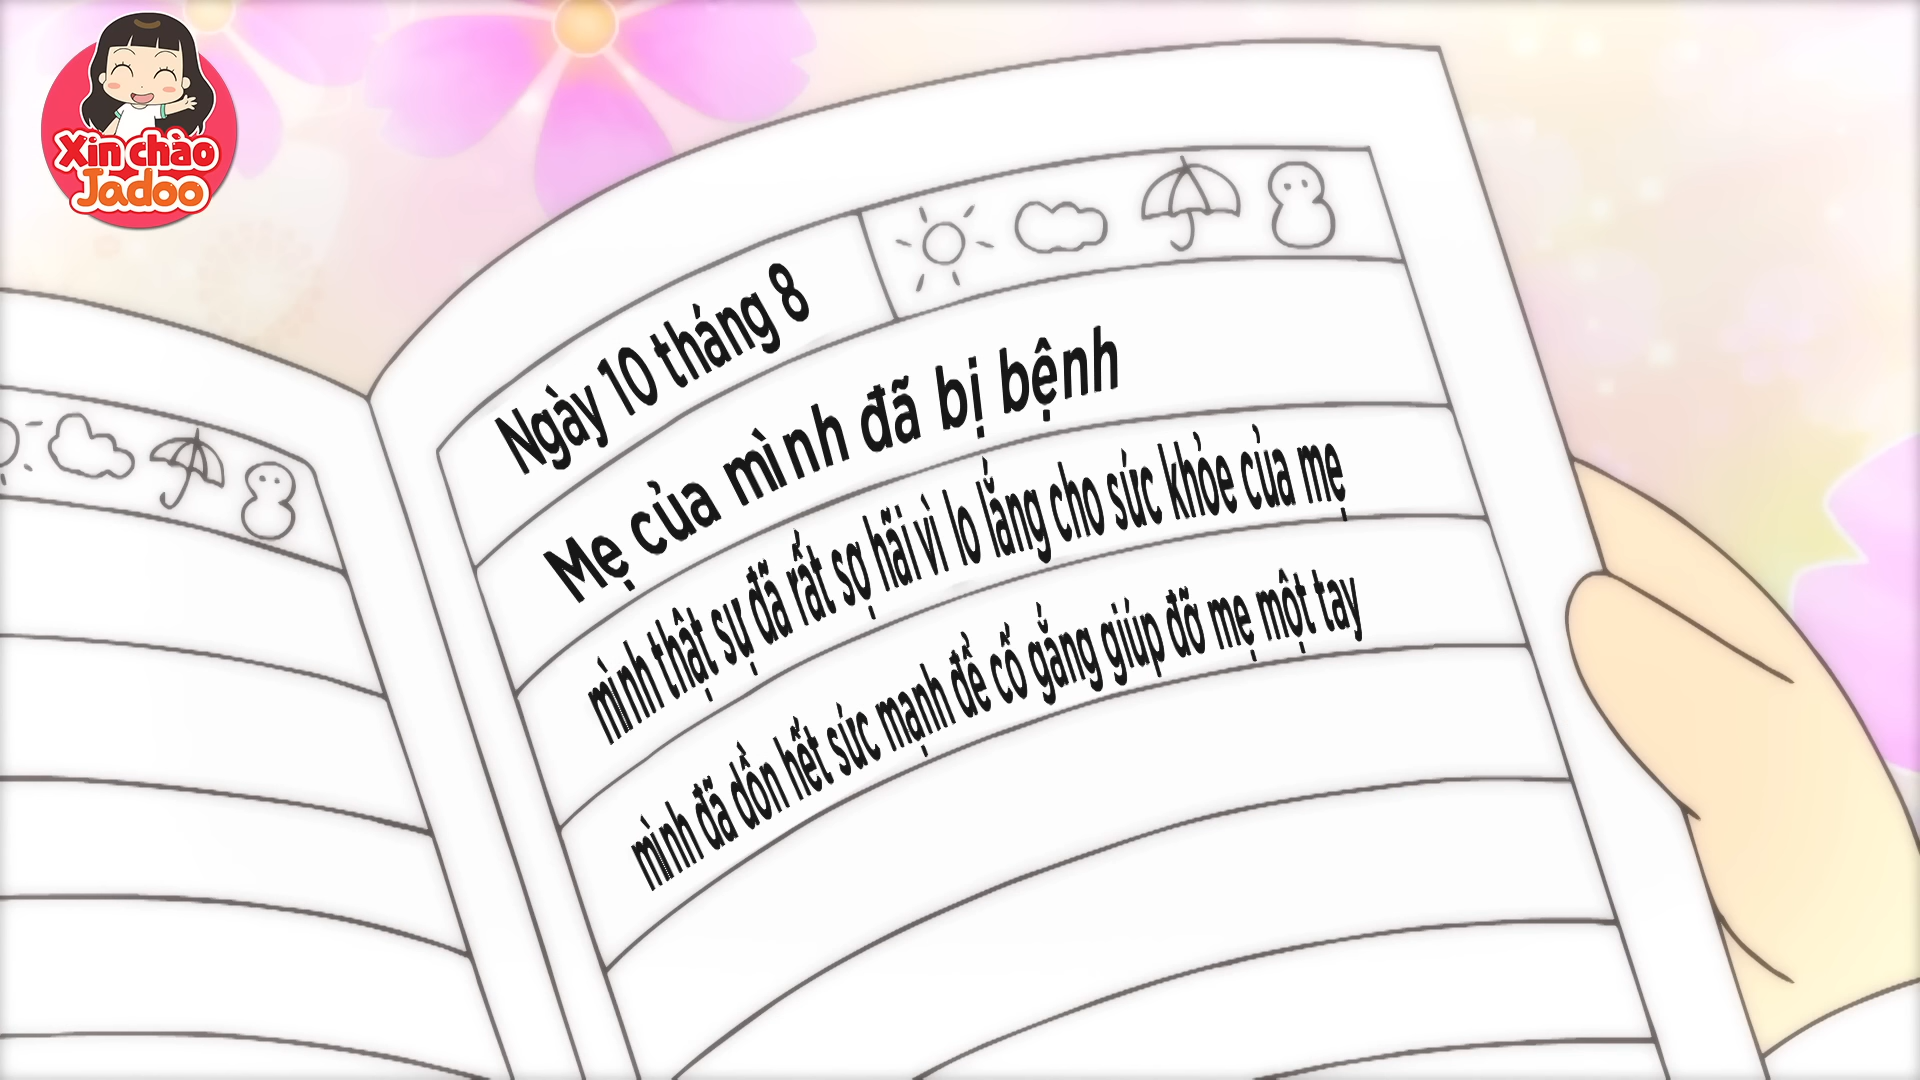 Xin chào
Jadoo
Ngày 10 tháng 8
Mẹ của mình đã bị bệnh
mình thật sự đã rất sợ hãi vì lo lắng cho sức khỏe của mẹ
mình đã dồn hết sức mạnh để cố gắng giúp đỡ mẹ một tay